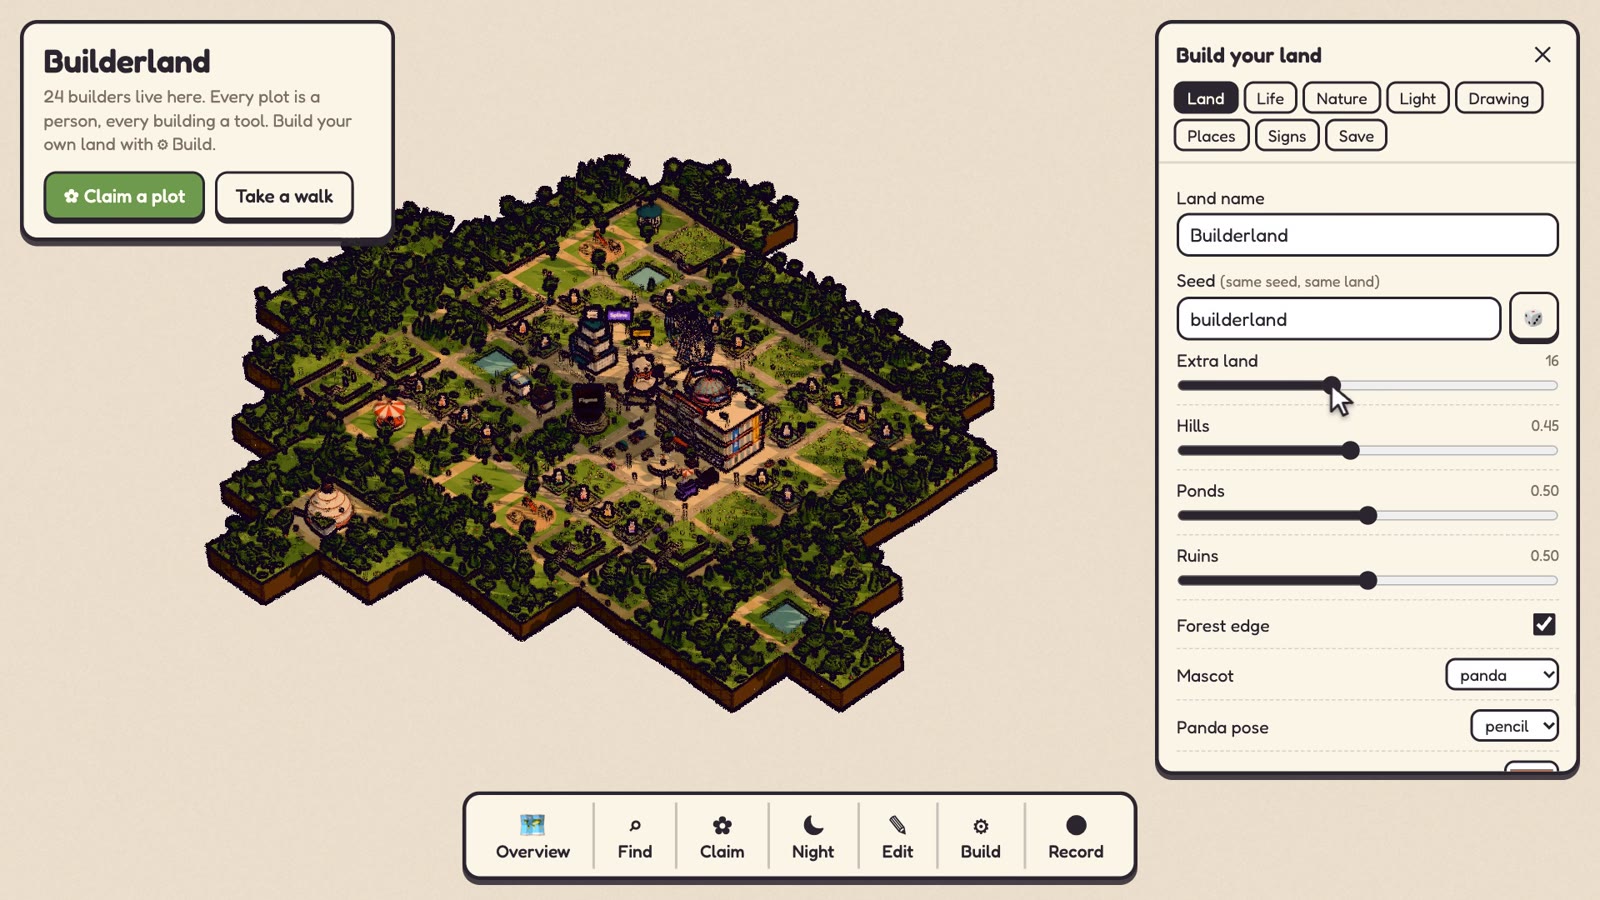 Builderland
24 builders live here. Every plot is a
person, every building a tool. Build your
own land with ⚙ Build.
✿ Claim a plot
Take a walk
Spline
Figma
Build your land
Land
Life
Nature
Light
Drawing
Places
Signs
Save
Land name
Builderland
Seed (same seed, same land)
builderland
Extra land 16
Hills 0.45
Ponds 0.50
Ruins 0.50
Forest edge
Mascot panda
Panda pose pencil
Overview
Find
Claim
Night
Edit
Build
Record